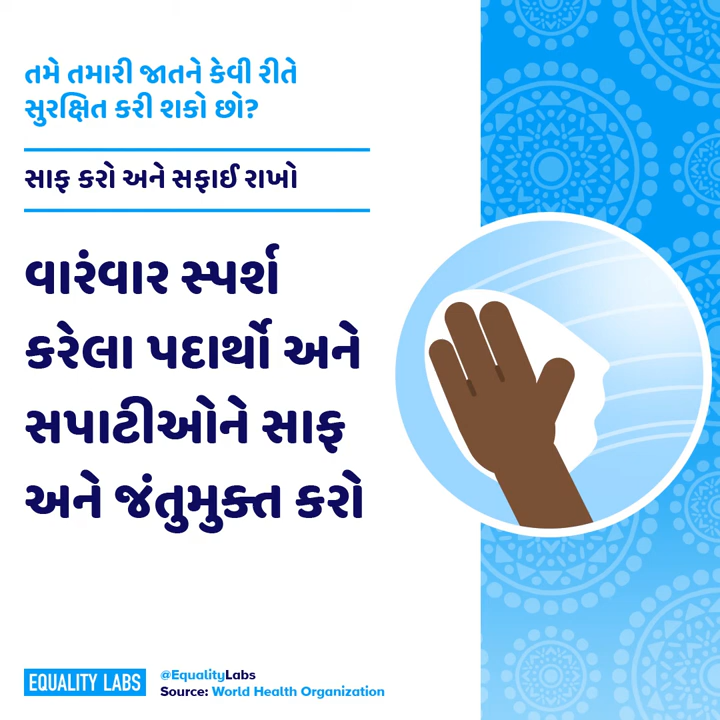 તમે તમારી જાતને કેવી રીતે
સુરક્ષિત કરી શકો છો?
સાફ કરો અને સફાઈ રાખો
વારંવાર સ્પર્શ
કરેલા પદાર્થો અને
સપાટીઓને સાફ
અને જંતુમુક્ત કરો
EQUALITY LABS
@EqualityLabs
Source: World Health Organization